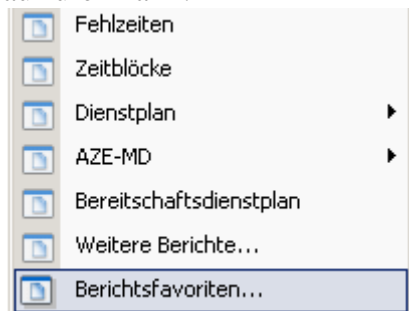 Fehlzeiten
Zeitblöcke
Dienstplan
AZE-MD
Bereitschaftsdienstplan
Weitere Berichte...
Berichtsfavoriten...